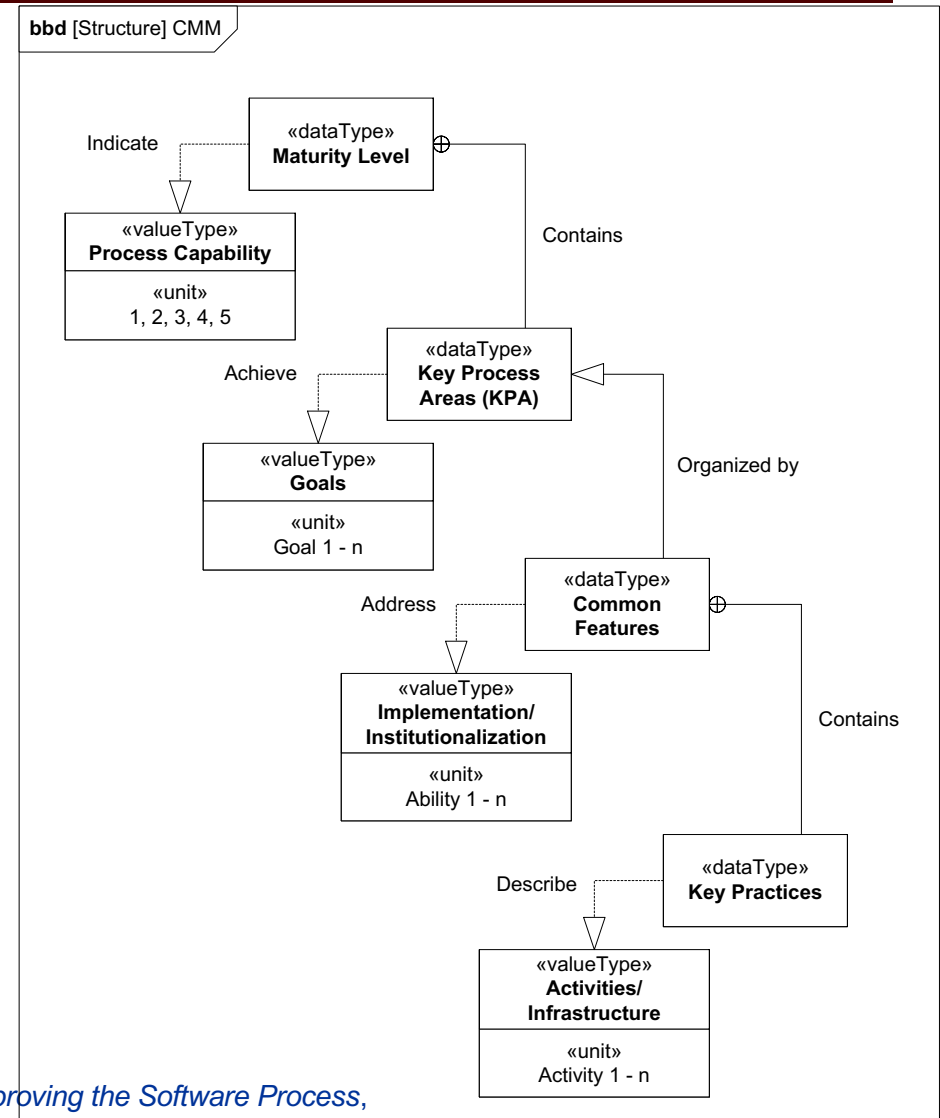 bbd [Structure] CMM
«dataType»
Maturity Level
Indicate
«valueType»
Process Capability
«unit»
1, 2, 3, 4, 5
Contains
«dataType»
Key Process
Areas (KPA)
Achieve
«valueType»
Goals
«unit»
Goal 1 - n
Organized by
«dataType»
Common
Features
Address
«valueType»
Implementation/
Institutionalization
«unit»
Ability 1 - n
Contains
«dataType»
Key Practices
Describe
«valueType»
Activities/
Infrastructure
«unit»
Activity 1 - n
the Software Process,